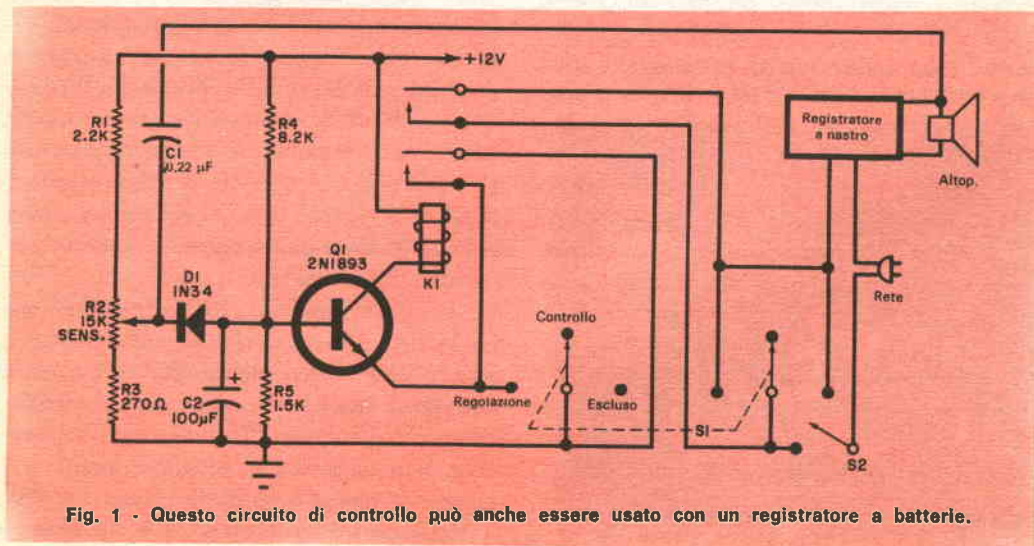 +12V
R1
2.2K
C1
0,22 µF
R4
8.2K
Registratore
a nastro
Altop.
Q1
2N1893
K1
D1
1N34
R2
15K
SENS.
Rete
Controllo
R3
270Ω
C2
100µF
+
R5
1.5K
Regolazione
Escluso
S1
S2
Fig. 1 - Questo circuito di controllo può anche essere usato con un registratore a batterie.